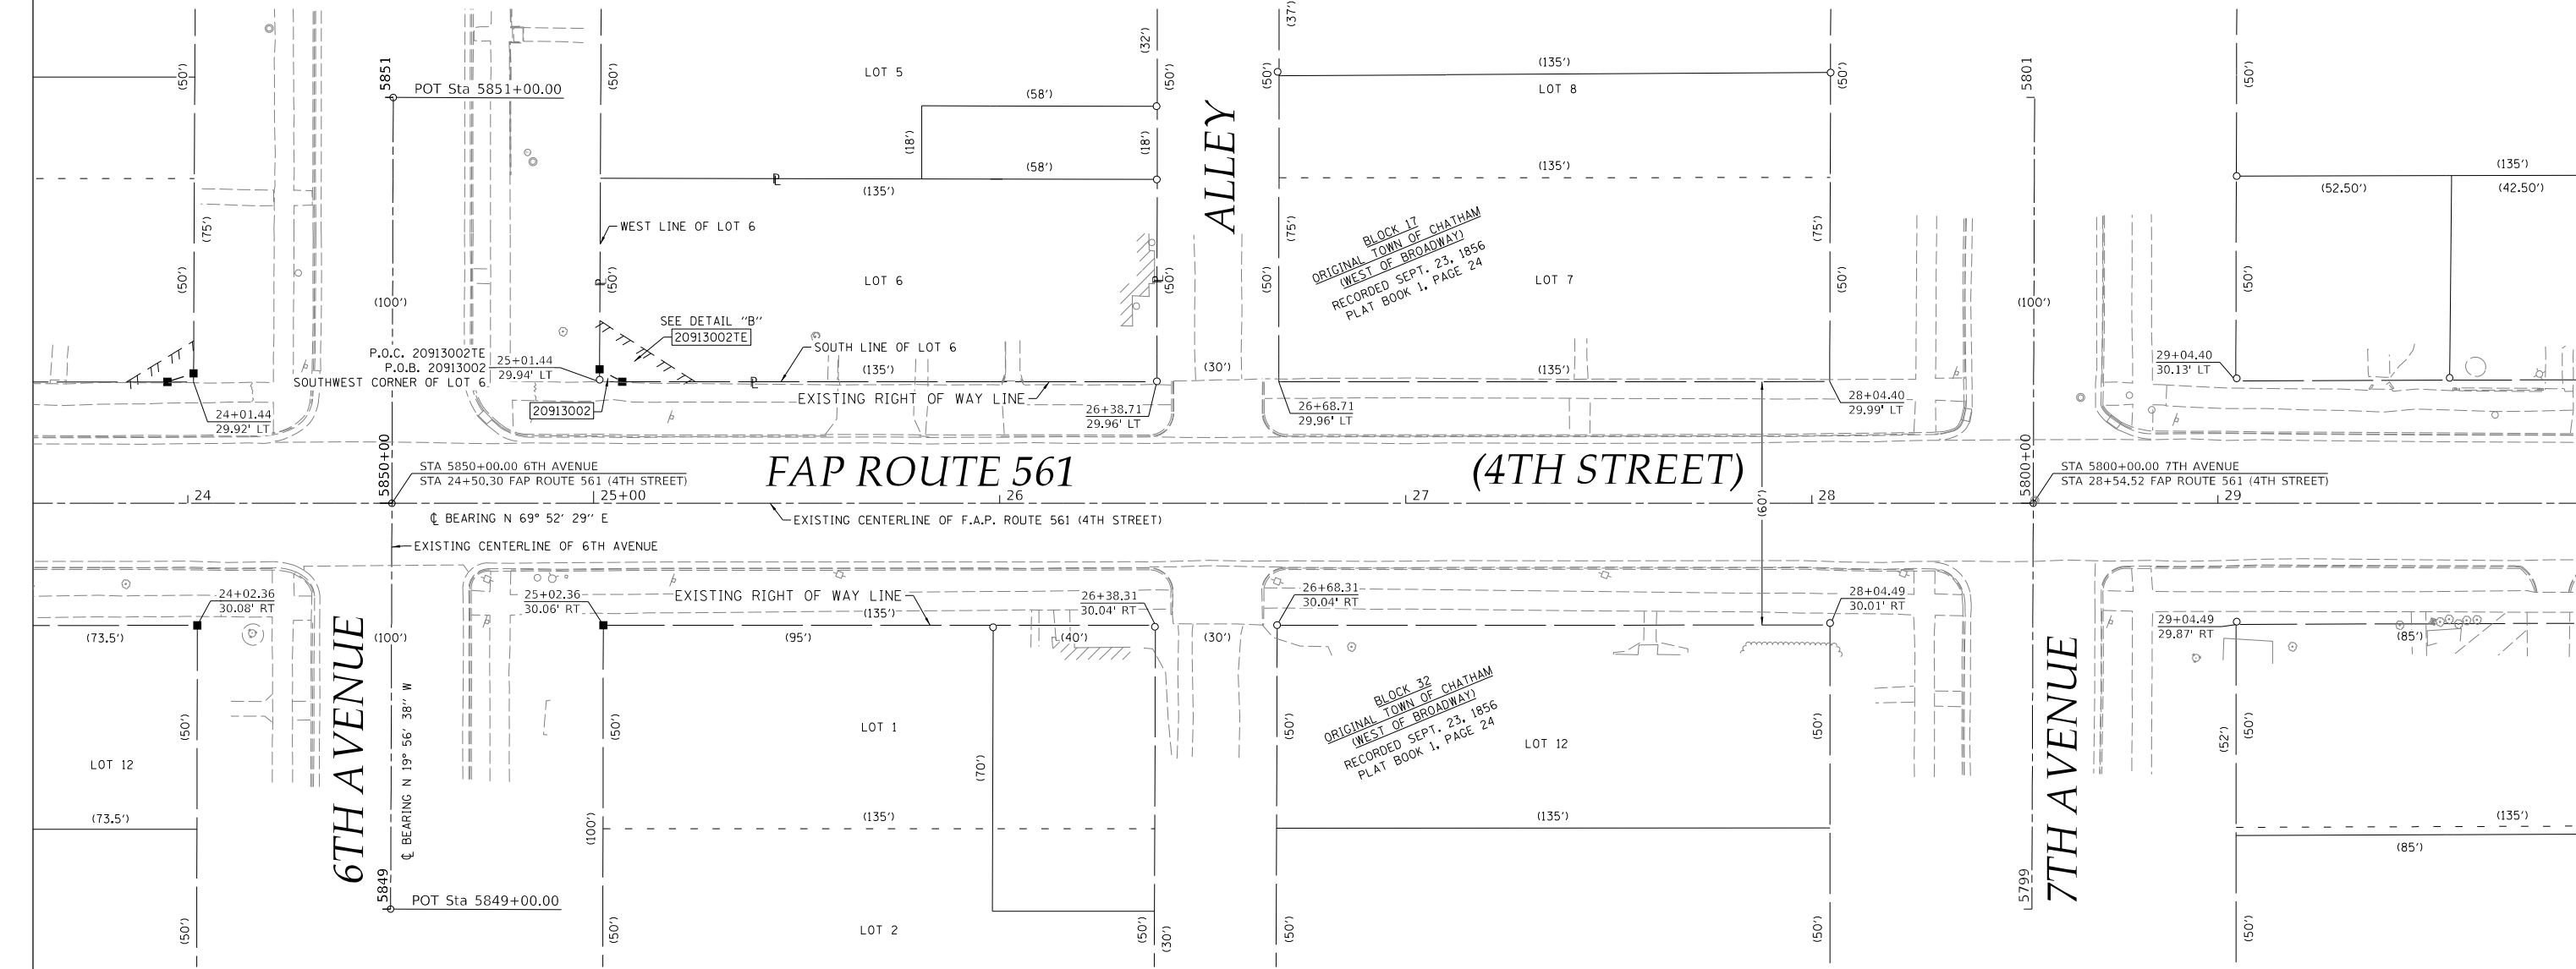 (50')
5851
POT Sta 5851+00.00
(50')
LOT 5
(32')
(50')
(58')
(18')
(18')
(58')
(135')
ALLEY
(37')
(50')
(135')
LOT 8
(50')
(135')
5801
(50')
(135')
(52.50')
(42.50')
(75')
(50')
(100')
WEST LINE OF LOT 6
(50')
LOT 6
(50')
(75')
(50')
BLOCK 17
ORIGINAL TOWN OF CHATHAM
(WEST OF BROADWAY)
RECORDED SEPT. 23, 1856
PLAT BOOK 1, PAGE 24
LOT 7
(75')
(50')
(100')
(50')
SEE DETAIL "B"
20913002TE
P.O.C. 20913002TE
P.O.B. 20913002
SOUTHWEST CORNER OF LOT 6
25+01.44
29.94' LT
SOUTH LINE OF LOT 6
(135')
(30')
(135')
29+04.40
30.13' LT
24+01.44
29.92' LT
20913002
EXISTING RIGHT OF WAY LINE
26+38.71
29.96' LT
26+68.71
29.96' LT
28+04.40
29.99' LT
5850+00
STA 5850+00.00 6TH AVENUE
STA 24+50.30 FAP ROUTE 561 (4TH STREET)
FAP ROUTE 561
(4TH STREET)
5800+00
STA 5800+00.00 7TH AVENUE
STA 28+54.52 FAP ROUTE 561 (4TH STREET)
24
25+00
26
27
28
29
(60')
℄ BEARING N 69° 52' 29" E
EXISTING CENTERLINE OF F.A.P. ROUTE 561 (4TH STREET)
EXISTING CENTERLINE OF 6TH AVENUE
24+02.36
30.08' RT
25+02.36
30.06' RT
EXISTING RIGHT OF WAY LINE
(135')
26+38.31
30.04' RT
26+68.31
30.04' RT
28+04.49
30.01' RT
29+04.49
29.87' RT
(73.5')
(100')
(95')
(40')
(30')
(85')
6TH AVENUE
℄ BEARING N 19° 56' 38" W
(50')
LOT 12
(73.5')
(50')
LOT 1
(70')
(100')
(135')
(50')
BLOCK 32
ORIGINAL TOWN OF CHATHAM
(WEST OF BROADWAY)
RECORDED SEPT. 23, 1856
PLAT BOOK 1, PAGE 24
LOT 12
(50')
(135')
7TH AVENUE
(52')
(50')
(135')
(85')
5849
POT Sta 5849+00.00
5799
(50')
(50')
LOT 2
(50')
(30')
(50')
(50')
(50')